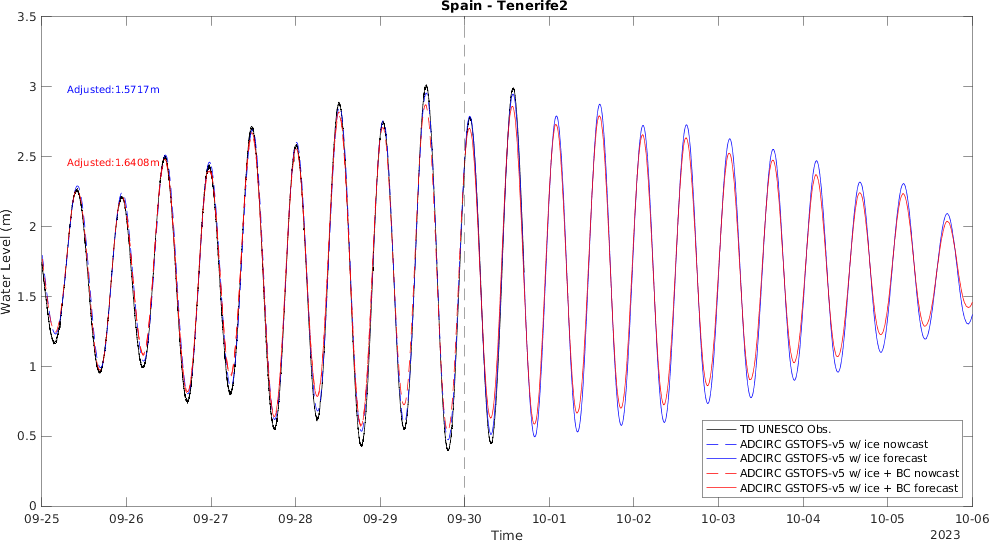 Spain - Tenerife2
3.5
3
2.5
2
1.5
1
0.5
0
Water Level (m)
Adjusted:1.5717m
Adjusted:1.6408m
TD UNESCO Obs.
ADCIRC GSTOFS-v5 w/ ice nowcast
ADCIRC GSTOFS-v5 w/ ice forecast
ADCIRC GSTOFS-v5 w/ ice + BC nowcast
ADCIRC GSTOFS-v5 w/ ice + BC forecast
09-25 09-26 09-27 09-28 09-29 09-30 10-01 10-02 10-03 10-04 10-05 10-06
Time
2023